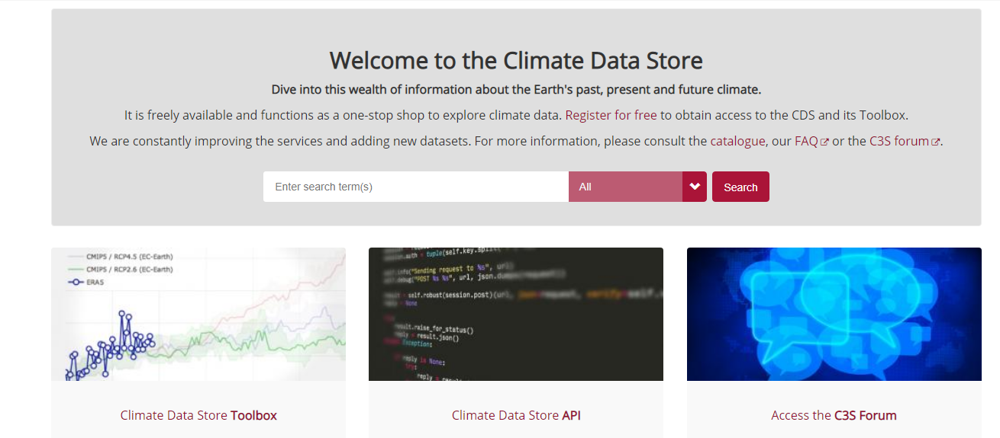 Welcome to the Climate Data Store
Dive into this wealth of information about the Earth's past, present and future climate.
It is freely available and functions as a one-stop shop to explore climate data. Register for free to obtain access to the CDS and its Toolbox.
We are constantly improving the services and adding new datasets. For more information, please consult the catalogue, our FAQ or the C3S forum.
Enter search term(s)
All
Search
CMIP5 / RCP4.5 (EC-Earth)
CMIP5 / RCP2.6 (EC-Earth)
ERA5
= tuple(self.key.split(
self.info("Sending request to %s", url)
self.debug("POST %s %s", url, json.dumps(request))
result = self.robust(session.post)(url, json=request, verify=self.
reply = None
try
result.raise_for_status()
reply = result.json()
except Exception:
if reply is None:
try:
reply =
Climate Data Store Toolbox
Climate Data Store API
Access the C3S Forum